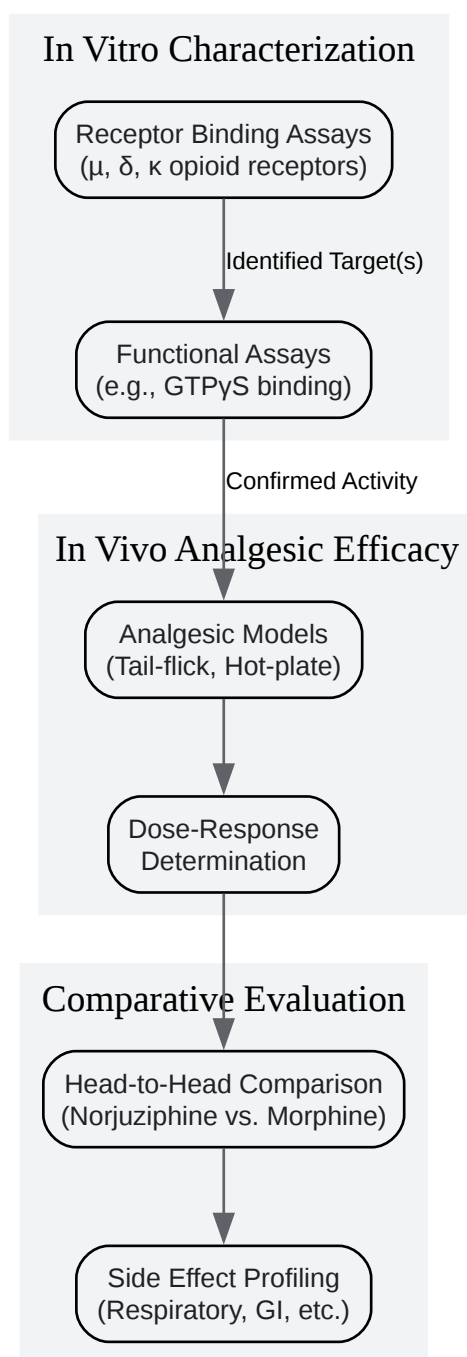 In Vitro Characterization
Receptor Binding Assays
(μ, δ, κ opioid receptors)
Identified Target(s)
Functional Assays
(e.g., GTPγS binding)
Confirmed Activity
In Vivo Analgesic Efficacy
Analgesic Models
(Tail-flick, Hot-plate)
Dose-Response
Determination
Comparative Evaluation
Head-to-Head Comparison
(Norjuziphine vs. Morphine)
Side Effect Profiling
(Respiratory, GI, etc.)